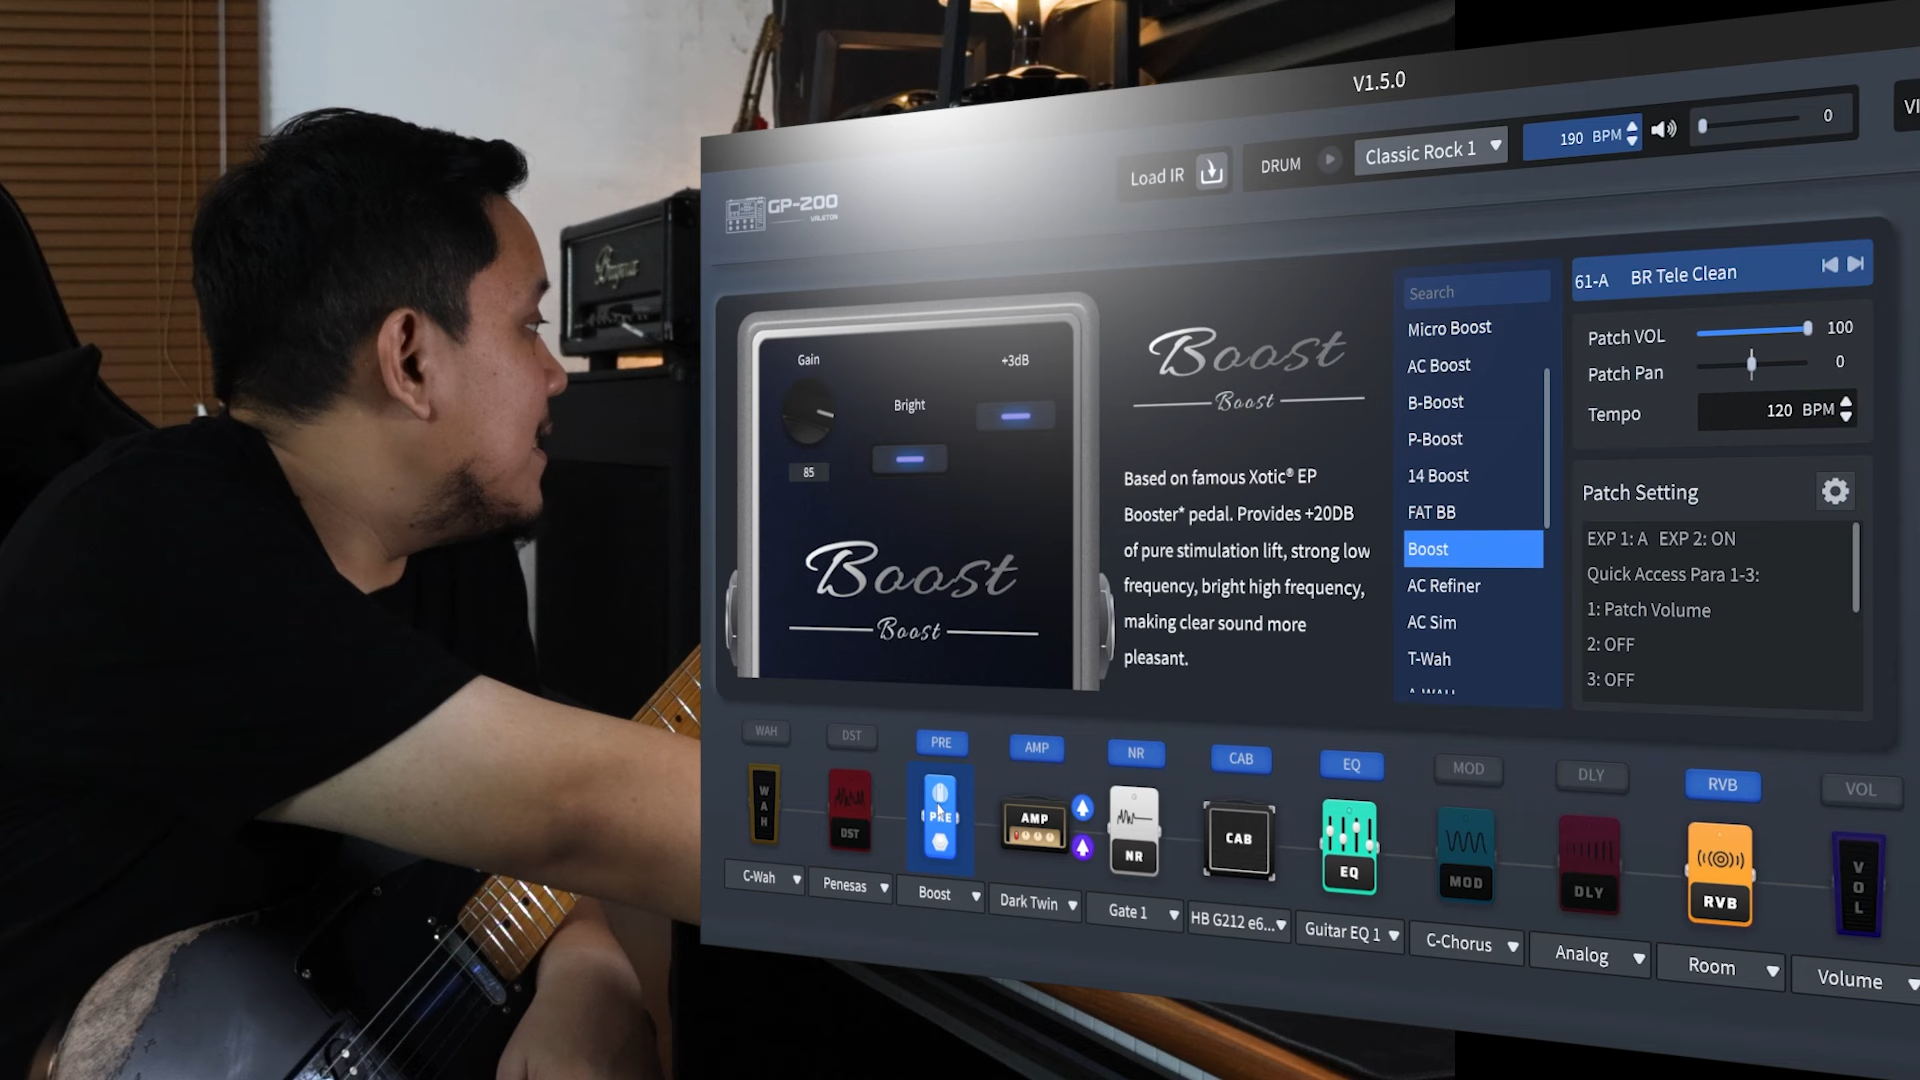 V1.5.0
GP-200
VALETON
Load IR
DRUM
Classic Rock 1
190 BPM
0
Bugera
Gain
+3dB
Bright
85
Boost
Boost
Boost
Boost
Based on famous Xotic® EP
Booster* pedal. Provides +20DB
of pure stimulation lift, strong low
frequency, bright high frequency,
making clear sound more
pleasant.
Search
Micro Boost
AC Boost
B-Boost
P-Boost
14 Boost
FAT BB
Boost
AC Refiner
AC Sim
T-Wah
61-A BR Tele Clean
Patch VOL 100
Patch Pan 0
Tempo 120 BPM
Patch Setting
EXP 1: A EXP 2: ON
Quick Access Para 1-3:
1: Patch Volume
2: OFF
3: OFF
WAH DST PRE AMP NR CAB EQ MOD DLY RVB VOL
WAH DST PRE AMP NR CAB EQ MOD DLY RVB VOL
C-Wah Penesas Boost Dark Twin Gate 1 HB G212 e6... Guitar EQ 1 C-Chorus Analog Room Volume